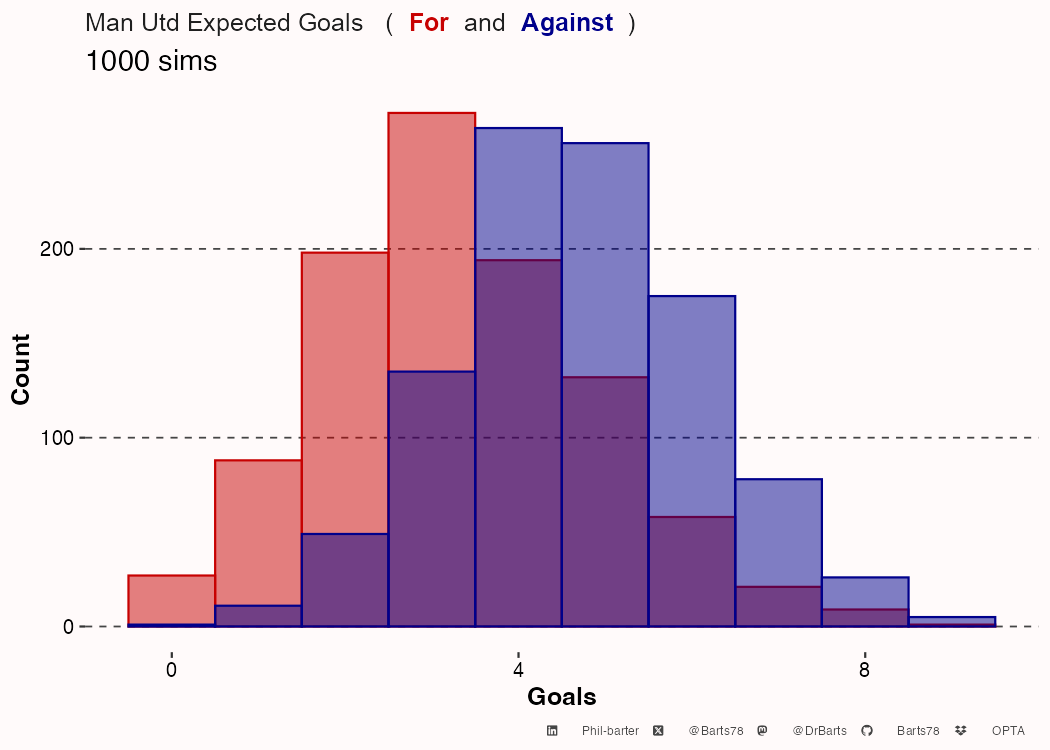 Man Utd Expected Goals ( For and Against )
1000 sims
Count
200
100
0
0 4 8
Goals
Phil-barter @Barts78 @DrBarts Barts78 OPTA